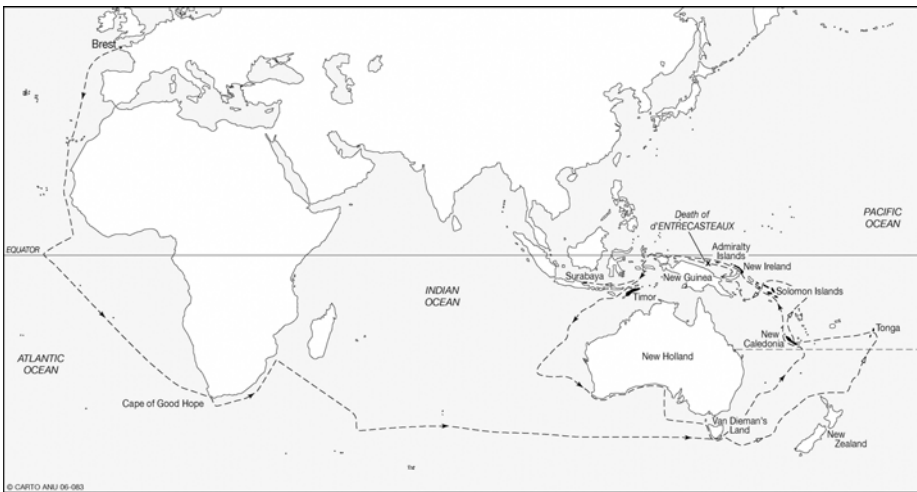 Brest
PACIFIC
OCEAN
Death of
d'ENTRECASTEAUX
EQUATOR
Admiralty
Islands
New Ireland
Surabaya
New Guinea
Solomon Islands
INDIAN
OCEAN
Timor
Tonga
New
Caledonia
New Holland
ATLANTIC
OCEAN
Cape of Good Hope
Van Dieman's
Land
New
Zealand
© CARTO ANU 06-083